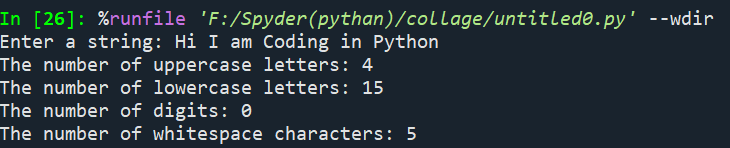 In [26]: %runfile 'F:/Spyder(pythan)/collage/untitled0.py' --wdir
Enter a string: Hi I am Coding in Python
The number of uppercase letters: 4
The number of lowercase letters: 15
The number of digits: 0
The number of whitespace characters: 5